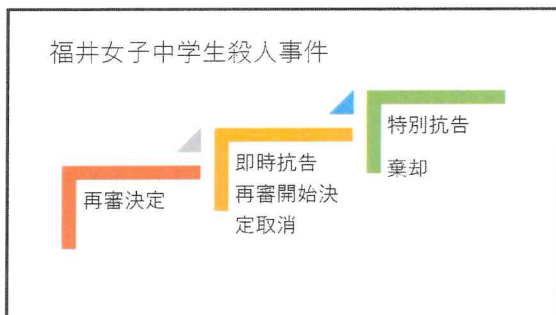 福井女子中学生殺人事件
再審決定
即時抗告
再審開始決
定取消
特別抗告
棄却